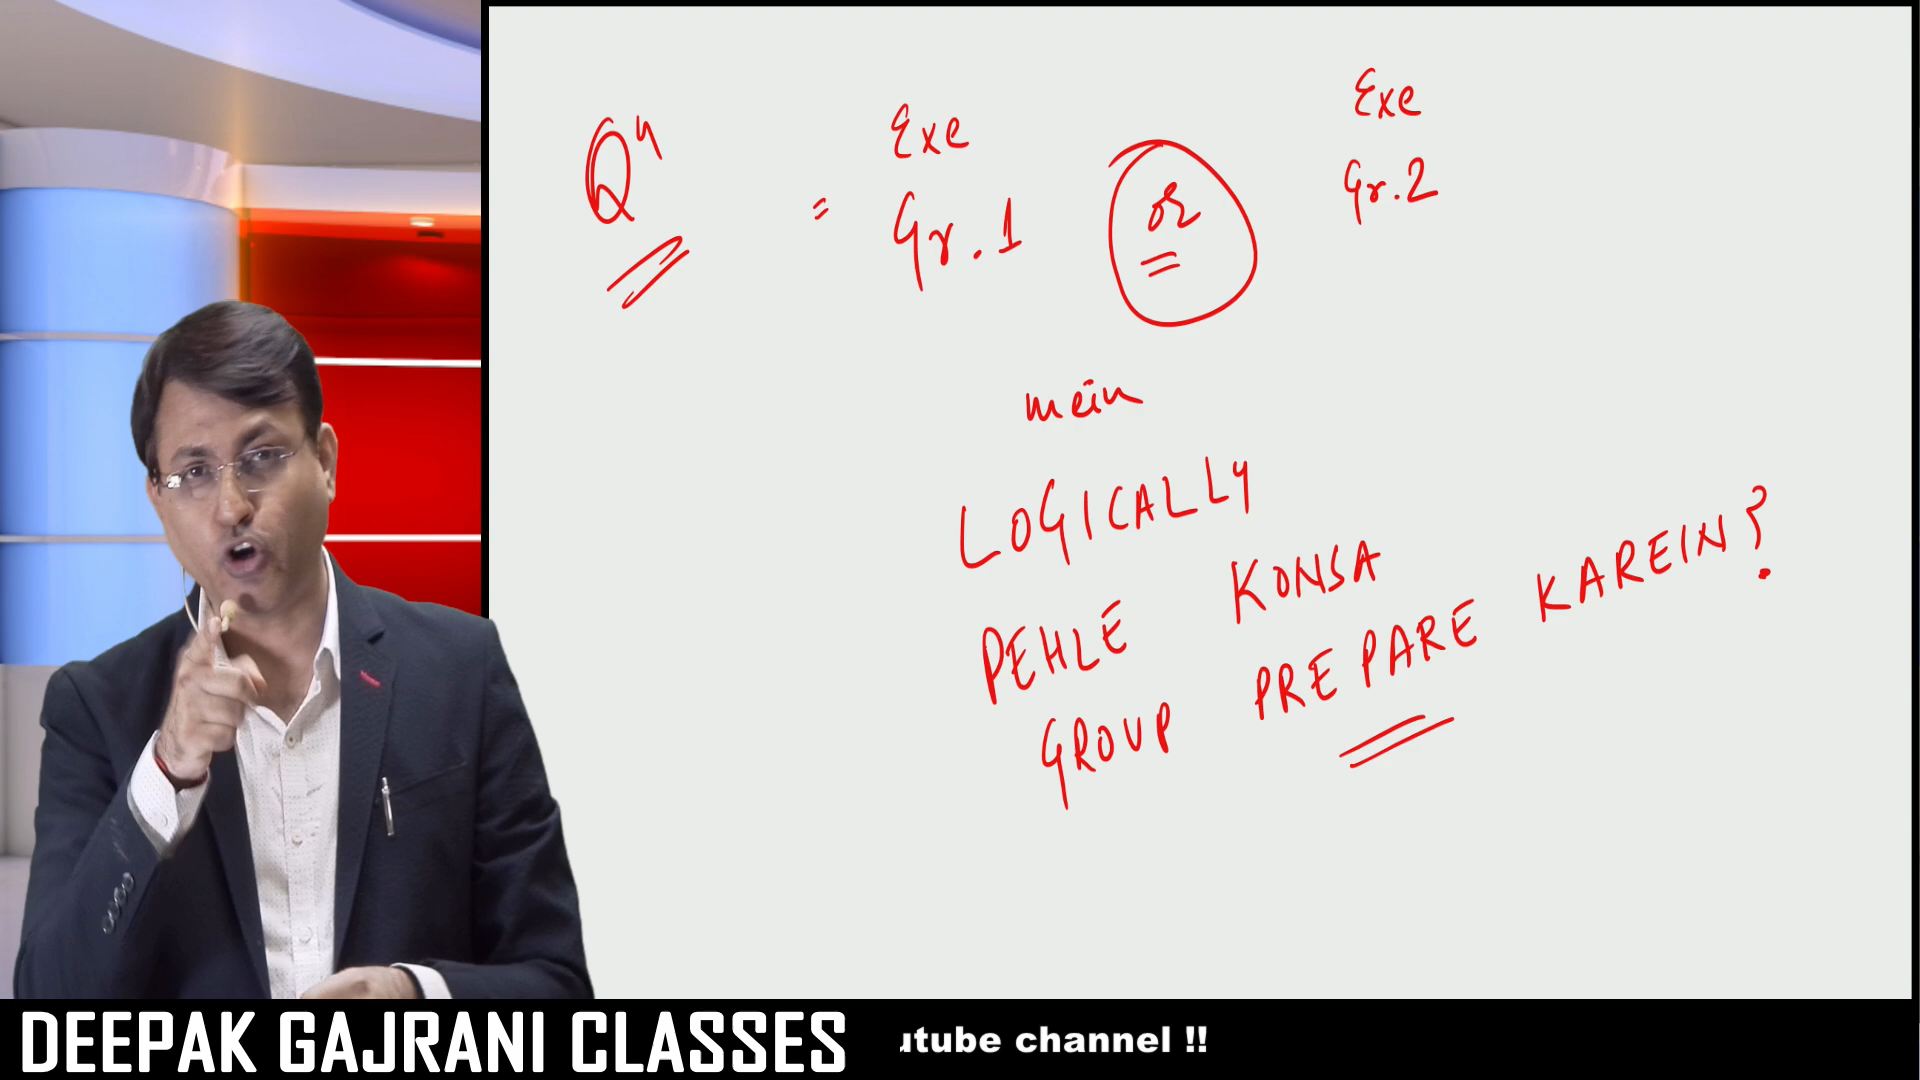 Qⁿ = Exe Gr.1 or Exe Gr.2
mein
LOGICALLY
PEHLE KONSA
GROUP PREPARE KAREIN?
DEEPAK GAJRANI CLASSES
utube channel !!